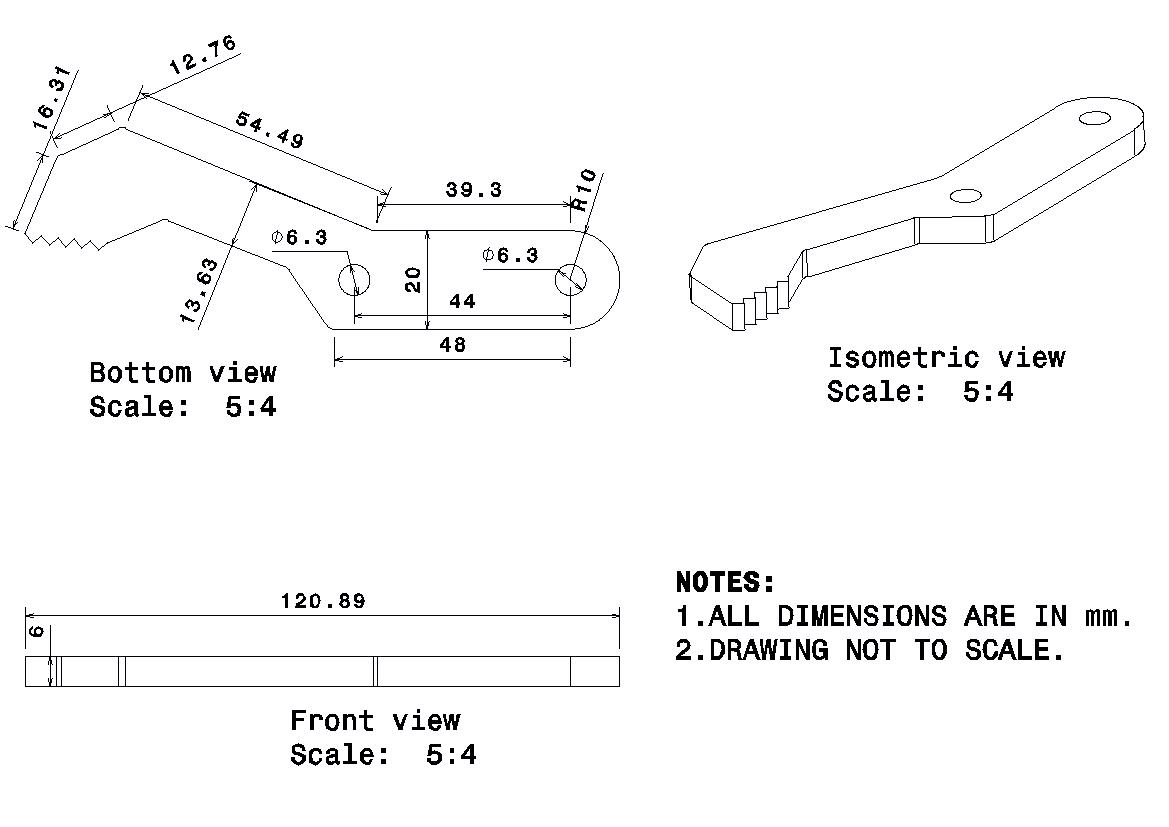 12.76
16.31
54.49
39.3
R10
ϕ6.3
ϕ6.3
20
13.63
44
48
Bottom view
Scale: 5:4
Isometric view
Scale: 5:4
120.89
6
Front view
Scale: 5:4
NOTES:
1.ALL DIMENSIONS ARE IN mm.
2.DRAWING NOT TO SCALE.